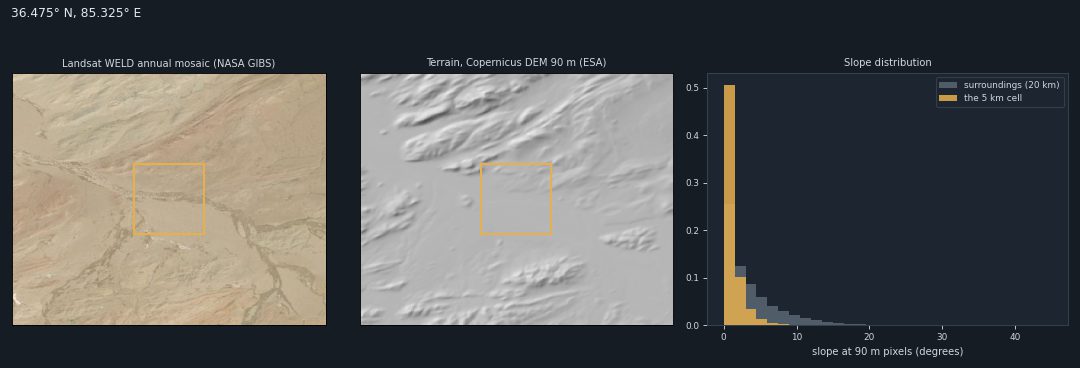 36.475° N, 85.325° E
Landsat WELD annual mosaic (NASA GIBS)
Terrain, Copernicus DEM 90 m (ESA)
Slope distribution
surroundings (20 km)
the 5 km cell
0.5
0.4
0.3
0.2
0.1
0.0
0 10 20 30 40
slope at 90 m pixels (degrees)